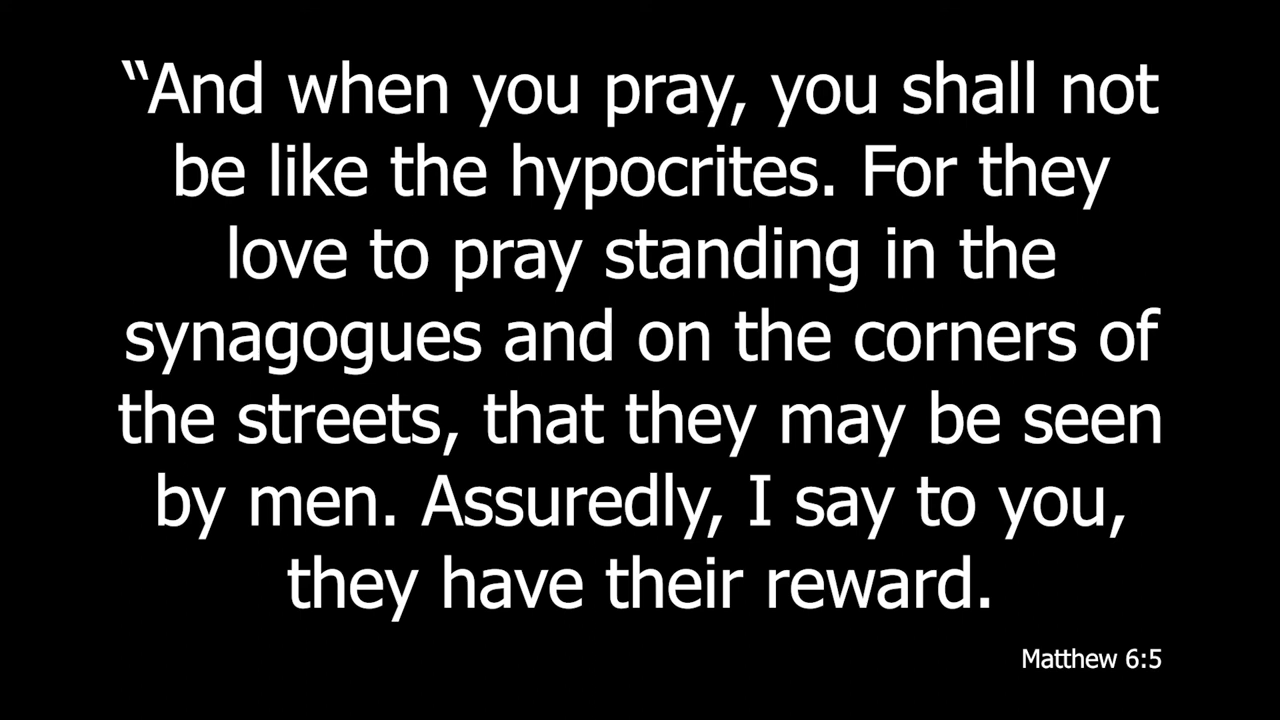 “And when you pray, you shall not
be like the hypocrites. For they
love to pray standing in the
synagogues and on the corners of
the streets, that they may be seen
by men. Assuredly, I say to you,
they have their reward.
Matthew 6:5